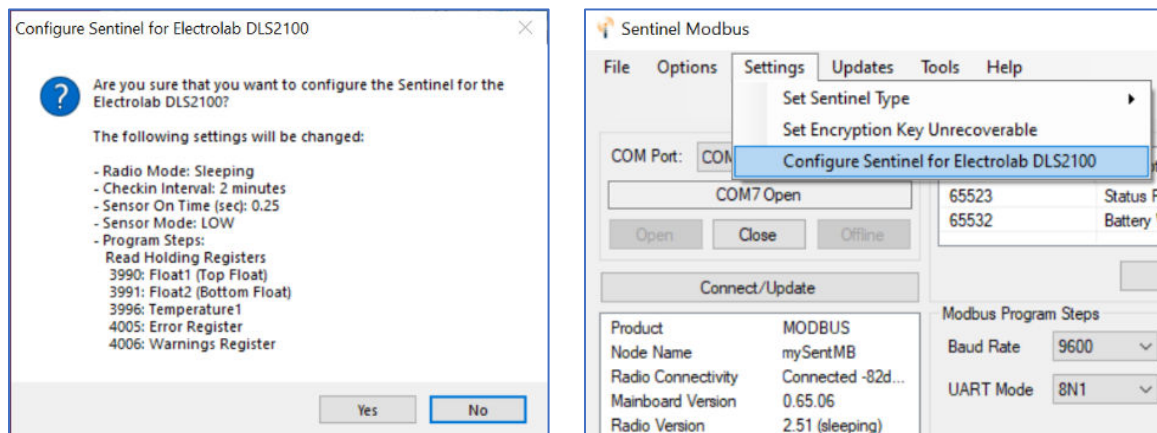 Configure Sentinel for Electrolab DLS2100
Are you sure that you want to configure the Sentinel for the
Electrolab DLS2100?
The following settings will be changed:
- Radio Mode: Sleeping
- Checkin Interval: 2 minutes
- Sensor On Time (sec): 0.25
- Sensor Mode: LOW
- Program Steps:
Read Holding Registers
3990: Float1 (Top Float)
3991: Float2 (Bottom Float)
3996: Temperature1
4005: Error Register
4006: Warnings Register
Yes No
Sentinel Modbus
File Options Settings Updates Tools Help
Set Sentinel Type
Set Encryption Key Unrecoverable
Configure Sentinel for Electrolab DLS2100
COM Port:
COM7 Open
65523 Status
65532 Battery
Open Close Offline
Connect/Update
Product MODBUS
Node Name mySentMB
Radio Connectivity Connected -82d...
Mainboard Version 0.65.06
Radio Version 2.51 (sleeping)
Modbus Program Steps
Baud Rate 9600
UART Mode 8N1